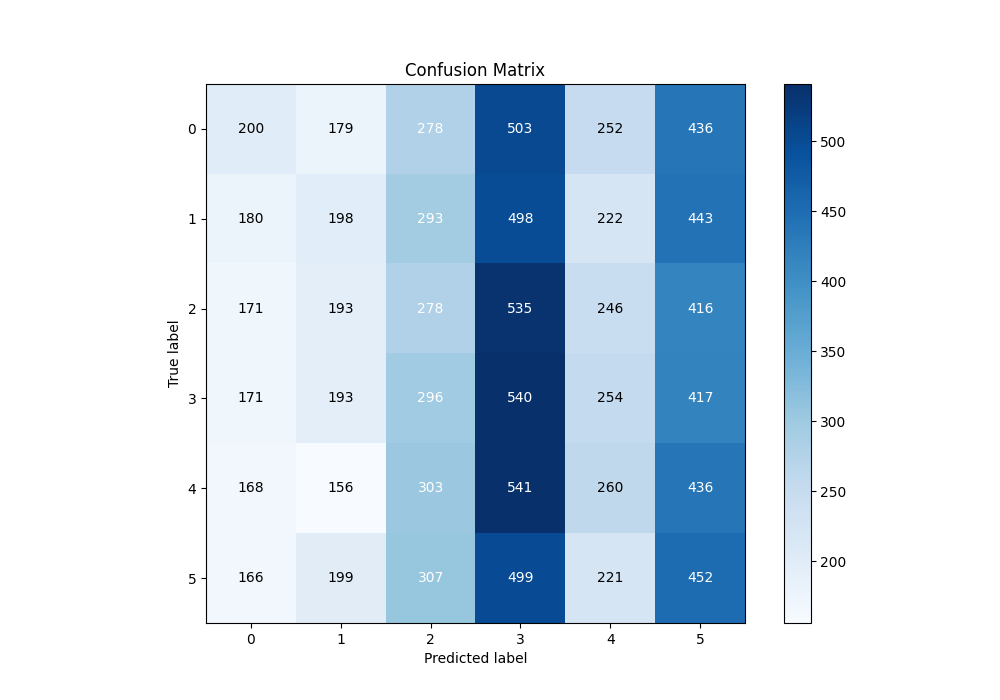 Confusion Matrix
0 200 179 278 503 252 436
1 180 198 293 498 222 443
2 171 193 278 535 246 416
3 171 193 296 540 254 417
4 168 156 303 541 260 436
5 166 199 307 499 221 452
0 1 2 3 4 5
Predicted label
True label
500
450
400
350
300
250
200